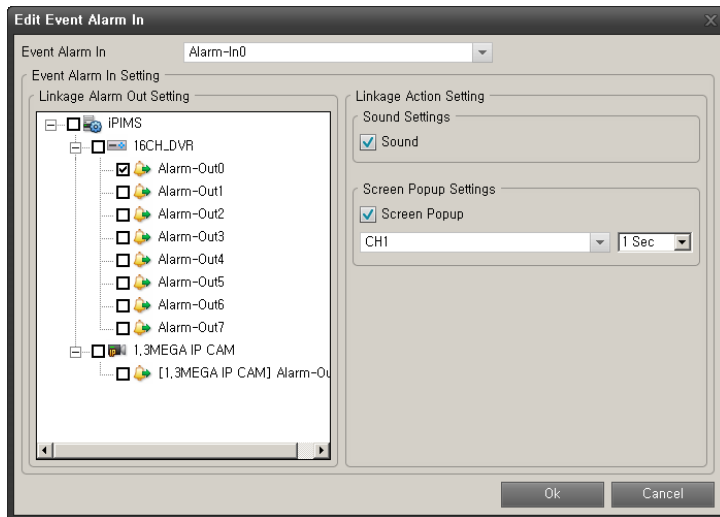 Edit Event Alarm In
Event Alarm In
Alarm-In0
Event Alarm In Setting
Linkage Alarm Out Setting
iPIMS
16CH_DVR
Alarm-Out0
Alarm-Out1
Alarm-Out2
Alarm-Out3
Alarm-Out4
Alarm-Out5
Alarm-Out6
Alarm-Out7
1,3MEGA IP CAM
[1,3MEGA IP CAM] Alarm-Ou
Linkage Action Setting
Sound Settings
Sound
Screen Popup Settings
Screen Popup
CH1
1 Sec
Ok
Cancel